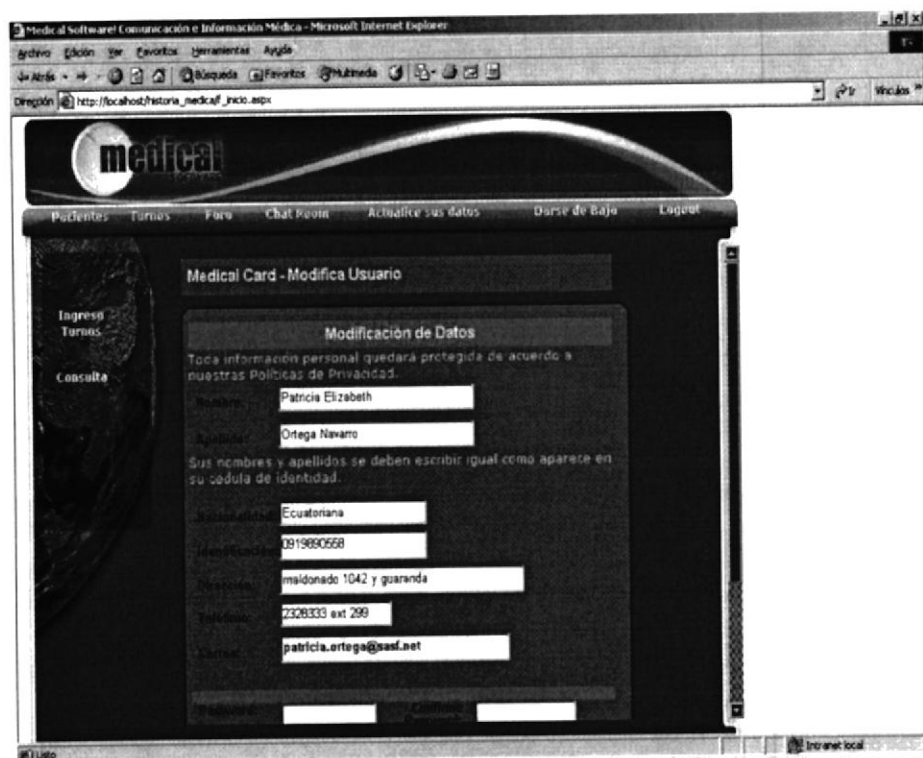 Medical Software! Comunicación e Información Médica - Microsoft Internet Explorer
Archivo Edición Ver Favoritos Herramientas Ayuda
Atrás Búsqueda Favoritos Multimedia
Dirección http://localhost/historia_medica/f_inicio.aspx Ir Vínculos »
medical
Pacientes Turnos Foro Chat Room Actualice sus datos Darse de Baja Logout
Medical Card - Modifica Usuario
Ingreso
Turnos
Consulta
Modificación de Datos
Toda información personal quedará protegida de acuerdo a
nuestras Políticas de Privacidad.
Nombre: Patricia Elizabeth
Apellido: Ortega Navarro
Sus nombres y apellidos se deben escribir igual como aparece en
su cedula de identidad.
Nacionalidad: Ecuatoriana
Identificación: 0919890558
Dirección: maldonado 1042 y guaranda
Teléfono: 2328333 ext 299
Correo: patricia.ortega@sasf.net
Password: Confirme
Listo Intranet local